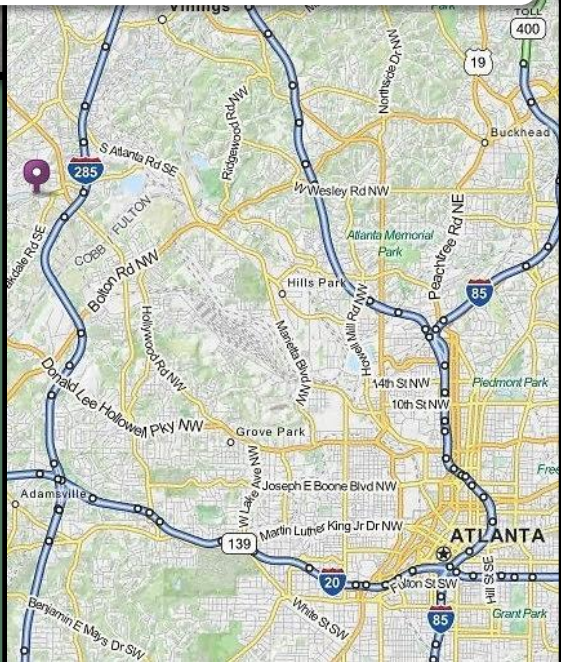 Vinings
Park
TOLL
400
19
Northside Dr NW
Buckhead
S Atlanta Rd SE
Ridgewood Rd NW
285
W Wesley Rd NW
COBB
FULTON
Atlanta Memorial
Park
Peachtree Rd NE
Bolton Rd NW
Hills Park
85
Hollywood Rd NW
Marietta Blvd NW
Howell Mill Rd NW
14th St NW
Piedmont Park
Donald Lee Hollowell Pky NW
10th St NW
Grove Park
W Lake Ave NW
Joseph E Boone Blvd NW
Adamsville
Martin Luther King Jr Dr NW
139
ATLANTA
20
Fulton St SW
Hill St SE
White St SW
85
Grant Park
Benjamin E Mays Dr SW